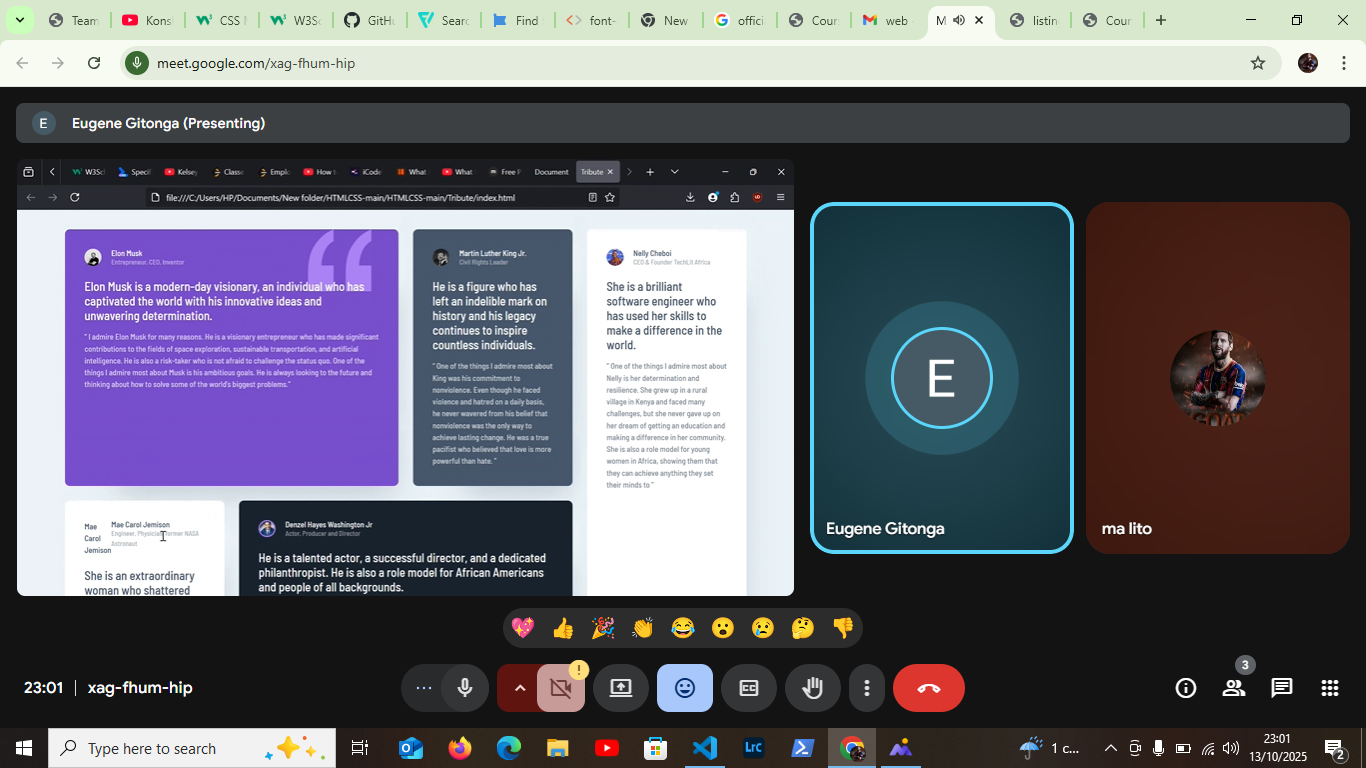 Team
Kons
CSS
W3Sc
GitHu
Searc
Find
font-
New
offici
Cour
web
M
listin
Cour
meet.google.com/xag-fhum-hip
E
Eugene Gitonga (Presenting)
W3Sc
Specif
Kelse
Classe
Emplo
How t
iCode
What
What
Free P
Document
Tribute
file:///C:/Users/HP/Documents/New folder/HTMLCSS-main/HTMLCSS-main/Tribute/index.html
Elon Musk
Entrepreneur, CEO, Inventor
Elon Musk is a modern-day visionary, an individual who has
captivated the world with his innovative ideas and
unwavering determination.
" I admire Elon Musk for many reasons. He is a visionary entrepreneur who has made significant
contributions to the fields of space exploration, sustainable transportation, and artificial
intelligence. He is also a risk-taker who is not afraid to challenge the status quo. One of the
things I admire most about Musk is his ambitious goals. He is always looking to the future and
thinking about how to solve some of the world's biggest problems."
Martin Luther King Jr.
Civil Rights Leader
He is a figure who has
left an indelible mark on
history and his legacy
continues to inspire
countless individuals.
" One of the things I admire most about
King was his commitment to
nonviolence. Even though he faced
violence and hatred on a daily basis,
he never wavered from his belief that
nonviolence was the only way to
achieve lasting change. He was a true
pacifist who believed that love is more
powerful than hate. "
Nelly Cheboi
CEO & Founder TechLit Africa
She is a brilliant
software engineer who
has used her skills to
make a difference in the
world.
" One of the things I admire most about
Nelly is her determination and
resilience. She grew up in a rural
village in Kenya and faced many
challenges, but she never gave up on
her dream of getting an education and
making a difference in her community.
She is also a role model for young
women in Africa, showing them that
they can achieve anything they set
their minds to "
Mae
Carol
Jemison
Mae Carol Jemison
Engineer, Physician, former NASA
Astronaut
She is an extraordinary
woman who shattered
Denzel Hayes Washington Jr
Actor, Producer and Director
He is a talented actor, a successful director, and a dedicated
philanthropist. He is also a role model for African Americans
and people of all backgrounds.
E
Eugene Gitonga
ma lito
23:01
xag-fhum-hip
3
Type here to search
Lrc
1 c...
23:01
13/10/2025
2